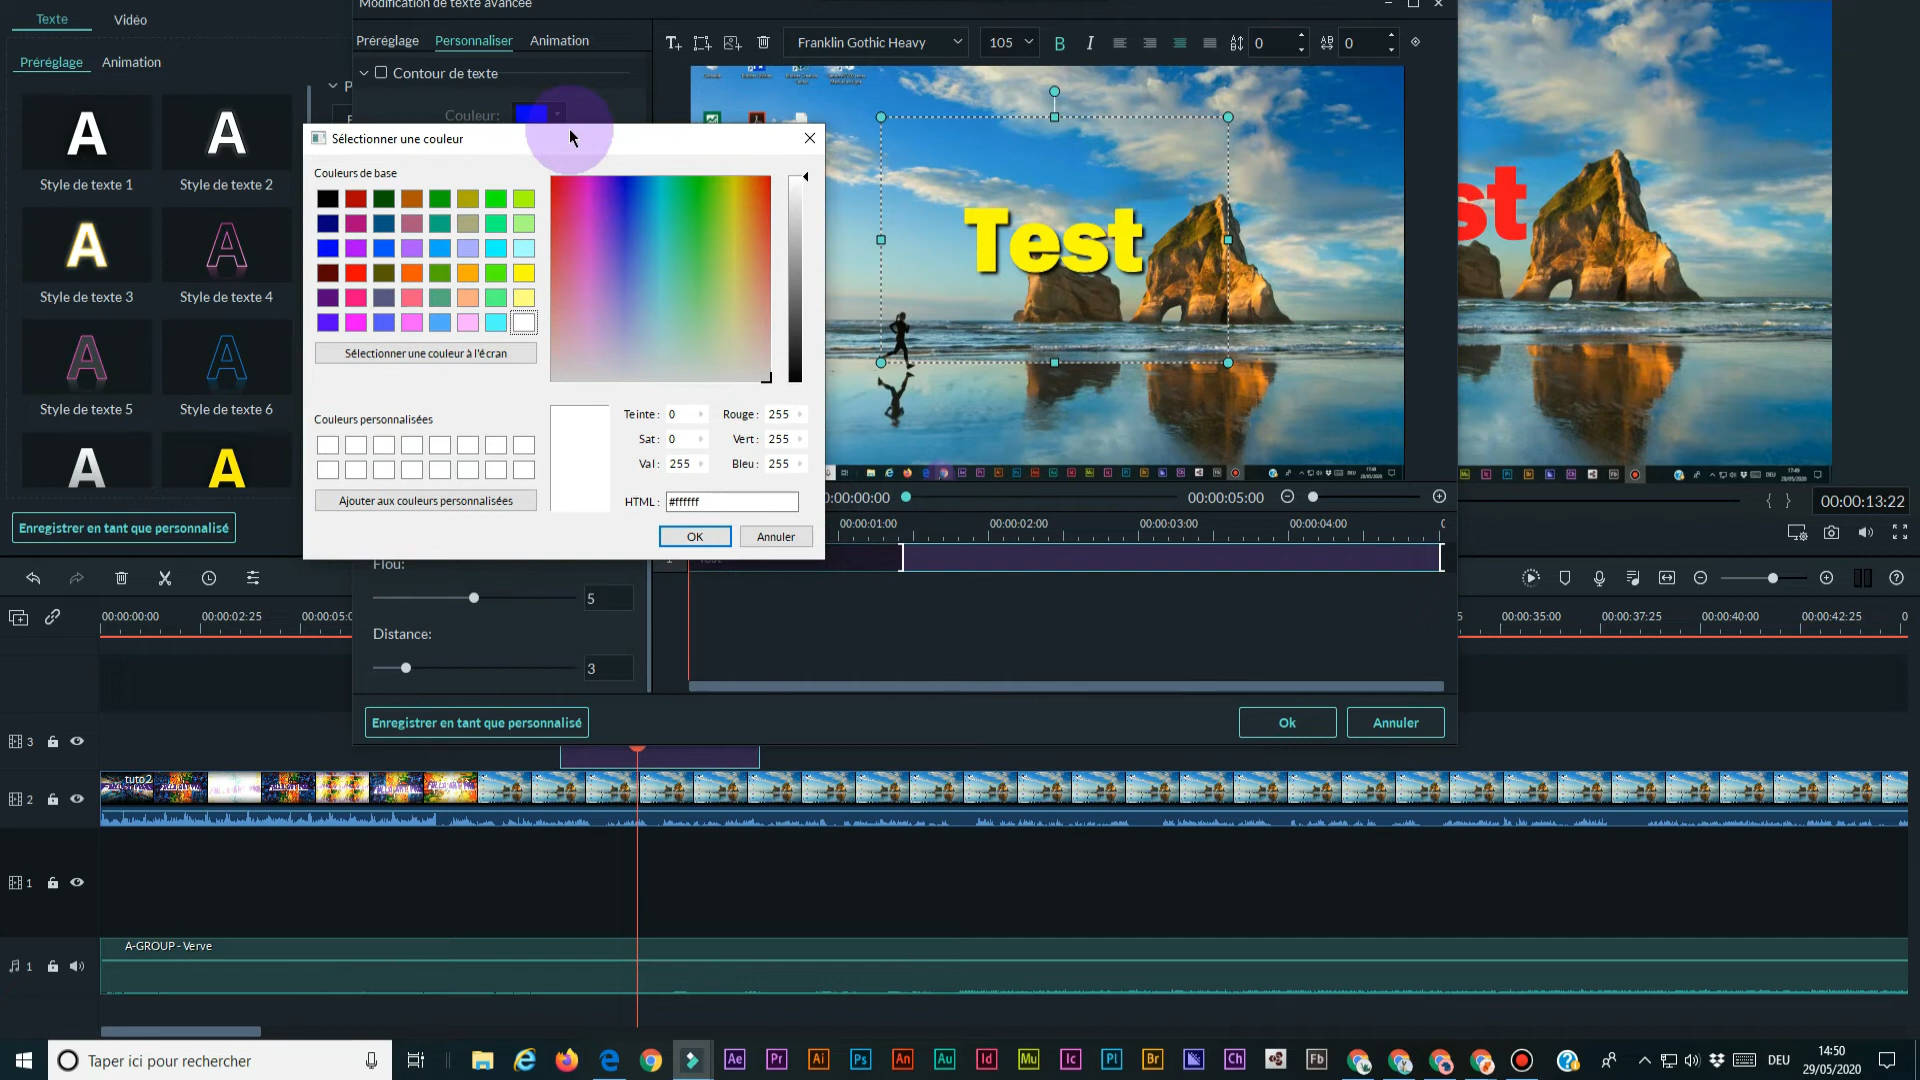 Texte
Vidéo
Modification de texte avancée
Préréglage
Animation
Préréglage
Personnaliser
Animation
Franklin Gothic Heavy
105
B
I
0
0
Contour de texte
Couleur:
A
A
Style de texte 1
Style de texte 2
A
A
Style de texte 3
Style de texte 4
A
A
Style de texte 5
Style de texte 6
A
A
Enregistrer en tant que personnalisé
Sélectionner une couleur
Couleurs de base
Sélectionner une couleur à l'écran
Couleurs personnalisées
Ajouter aux couleurs personnalisées
Teinte: 0
Rouge: 255
Sat: 0
Vert: 255
Val: 255
Bleu: 255
HTML: #ffffff
OK
Annuler
Test
st
0:00:00:00
00:00:05:00
00:00:13:22
00:00:01:00
00:00:02:00
00:00:03:00
00:00:04:00
Flou:
5
Distance:
3
Enregistrer en tant que personnalisé
Ok
Annuler
00:00:00:00
00:00:02:25
00:00:05:0
00:00:35:00
00:00:37:25
00:00:40:00
00:00:42:25
3
tuto2
2
1
A-GROUP - Verve
1
Taper ici pour rechercher
Ae
Pr
Ai
Ps
An
Au
Id
Mu
Ic
Pl
Br
Ch
Fb
DEU
14:50
29/05/2020